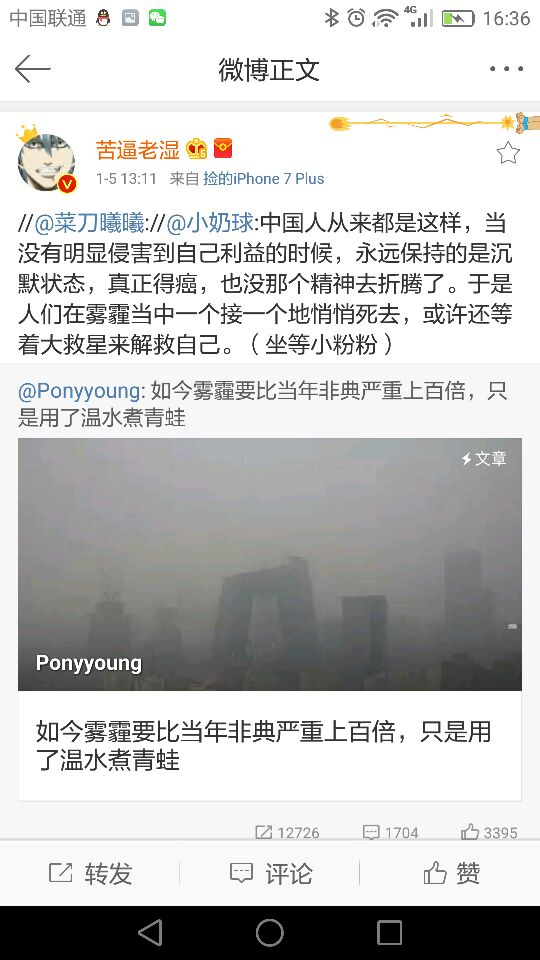 中国联通
4G
16:36
微博正文
苦逼老湿
1-5 13:11 来自 捡的iPhone 7 Plus
//@菜刀曦曦://@小奶球:中国人从来都是这样，当
没有明显侵害到自己利益的时候，永远保持的是沉
默状态，真正得癌，也没那个精神去折腾了。于是
人们在雾霾当中一个接一个地悄悄死去，或许还等
着大救星来解救自己。（坐等小粉粉）
@Ponyyoung: 如今雾霾要比当年非典严重上百倍，只
是用了温水煮青蛙
文章
Ponyyoung
如今雾霾要比当年非典严重上百倍，只是用
了温水煮青蛙
12726 1704 3395
转发 评论 赞